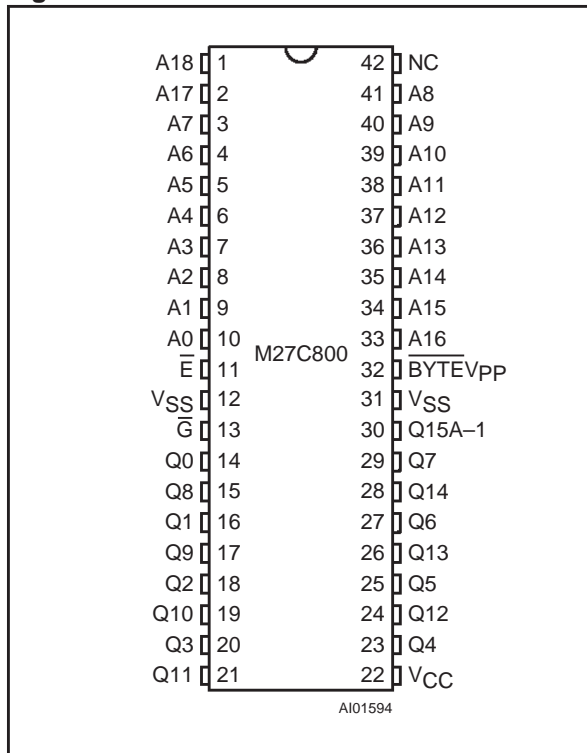 A18 1 42 NC
A17 2 41 A8
A7 3 40 A9
A6 4 39 A10
A5 5 38 A11
A4 6 37 A12
A3 7 36 A13
A2 8 35 A14
A1 9 34 A15
A0 10 33 A16
M27C800
E̅ 11 32 B̅Y̅T̅E̅VPP
VSS 12 31 VSS
G̅ 13 30 Q15A–1
Q0 14 29 Q7
Q8 15 28 Q14
Q1 16 27 Q6
Q9 17 26 Q13
Q2 18 25 Q5
Q10 19 24 Q12
Q3 20 23 Q4
Q11 21 22 VCC
AI01594